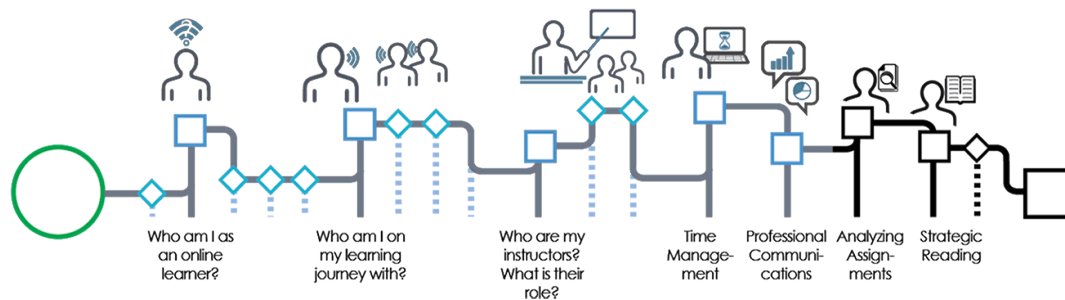 Who am I as
an online
learner?
Who am I on
my learning
journey with?
Who are my
instructors?
What is their
role?
Time
Manage-
ment
Professional
Communi-
cations
Analyzing
Assign-
ments
Strategic
Reading